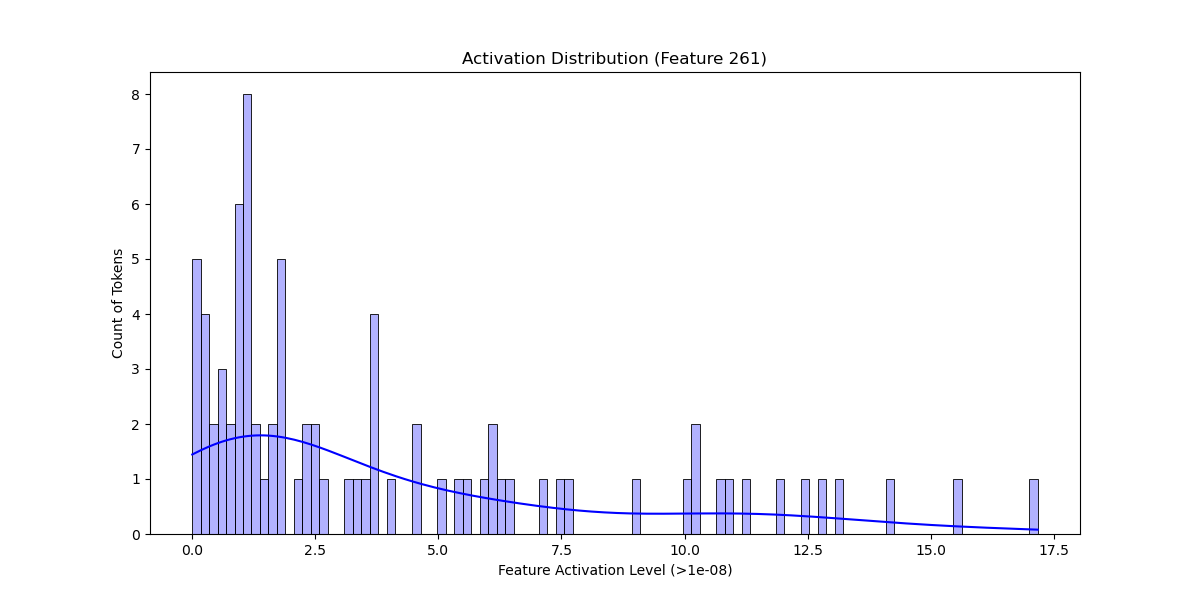 Activation Distribution (Feature 261)
8
7
6
5
4
3
2
1
0
Count of Tokens
0.0 2.5 5.0 7.5 10.0 12.5 15.0 17.5
Feature Activation Level (>1e-08)